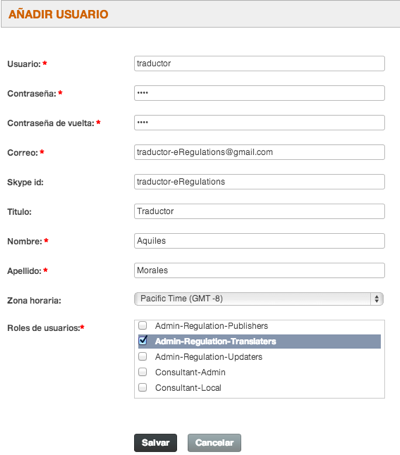 AÑADIR USUARIO
Usuario: * traductor
Contraseña: * ••••
Contraseña de vuelta: * ••••
Correo: * traductor-eRegulations@gmail.com
Skype id: traductor-eRegulations
Titulo: Traductor
Nombre: * Aquiles
Apellido: * Morales
Zona horaria: Pacific Time (GMT -8)
Roles de usuarios:* Admin-Regulation-Publishers
Admin-Regulation-Translaters
Admin-Regulation-Updaters
Consultant-Admin
Consultant-Local
Salvar Cancelar